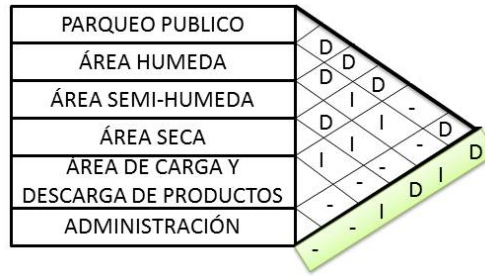 PARQUEO PUBLICO
D
ÁREA HUMEDA
D
D
D
ÁREA SEMI-HUMEDA
I
-
D
I
D
ÁREA SECA
I
-
D
ÁREA DE CARGA Y
I
-
I
-
D
DESCARGA DE PRODUCTOS
-
-
I
ADMINISTRACIÓN
-
-